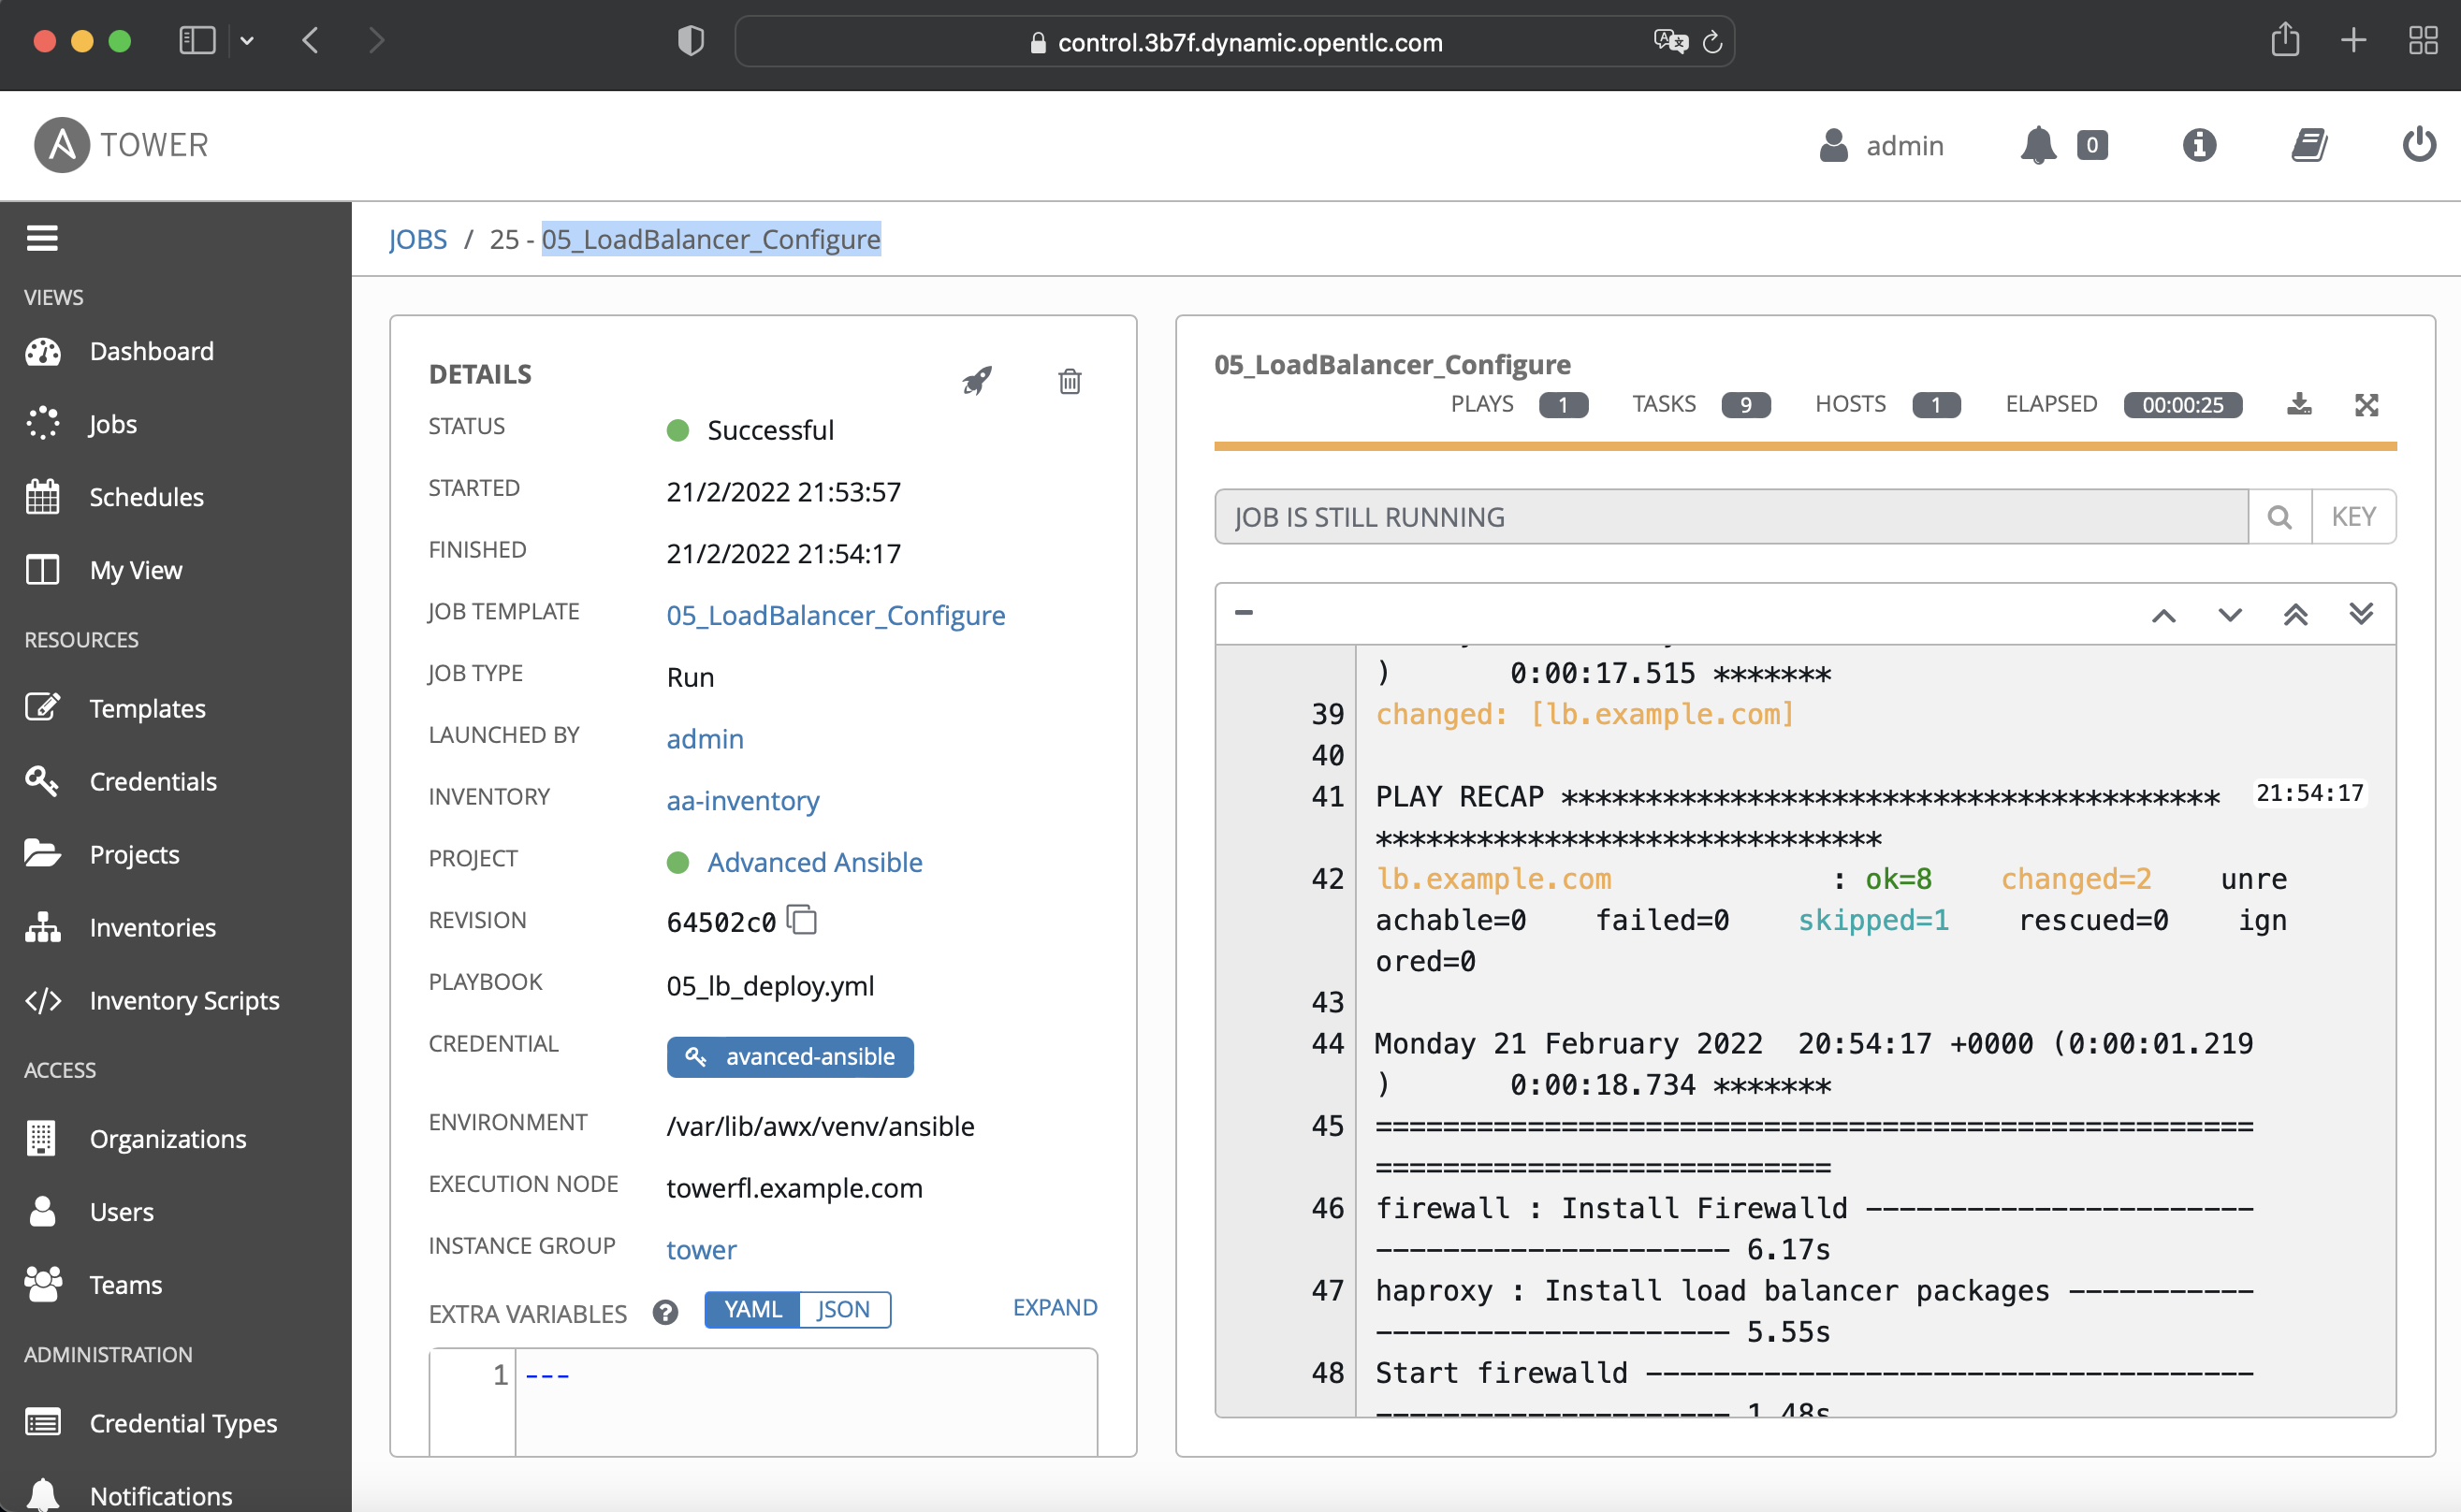 control.3b7f.dynamic.opentlc.com
TOWER
admin
0
JOBS / 25 - 05_LoadBalancer_Configure
VIEWS
Dashboard
Jobs
Schedules
My View
RESOURCES
Templates
Credentials
Projects
Inventories
Inventory Scripts
ACCESS
Organizations
Users
Teams
ADMINISTRATION
Credential Types
Notifications
DETAILS
STATUS Successful
STARTED 21/2/2022 21:53:57
FINISHED 21/2/2022 21:54:17
JOB TEMPLATE 05_LoadBalancer_Configure
JOB TYPE Run
LAUNCHED BY admin
INVENTORY aa-inventory
PROJECT Advanced Ansible
REVISION 64502c0
PLAYBOOK 05_lb_deploy.yml
CREDENTIAL avanced-ansible
ENVIRONMENT /var/lib/awx/venv/ansible
EXECUTION NODE towerfl.example.com
INSTANCE GROUP tower
EXTRA VARIABLES ? YAML JSON EXPAND
1 ---
05_LoadBalancer_Configure
PLAYS 1 TASKS 9 HOSTS 1 ELAPSED 00:00:25
JOB IS STILL RUNNING KEY
) 0:00:17.515 *******
39 changed: [lb.example.com]
40
41 PLAY RECAP *************************************** 21:54:17
******************************
42 lb.example.com : ok=8 changed=2 unre
achable=0 failed=0 skipped=1 rescued=0 ign
ored=0
43
44 Monday 21 February 2022 20:54:17 +0000 (0:00:01.219
) 0:00:18.734 *******
45 ====================================================
===========================
46 firewall : Install Firewalld -----------------------
--------------------- 6.17s
47 haproxy : Install load balancer packages -----------
--------------------- 5.55s
48 Start firewalld ------------------------------------
--------------------- 1.48s